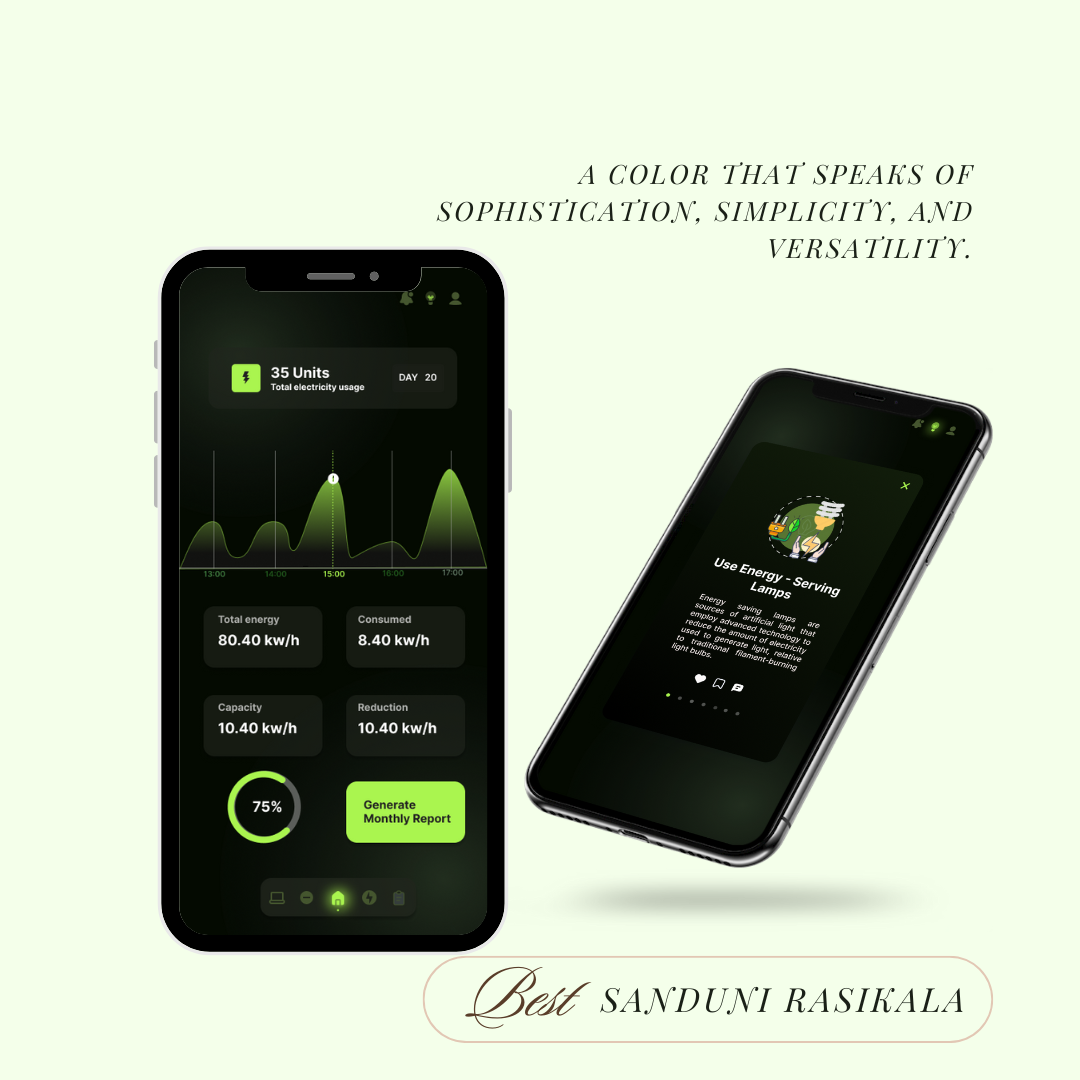 A COLOR THAT SPEAKS OF
SOPHISTICATION, SIMPLICITY, AND
VERSATILITY.
35 Units
Total electricity usage
DAY 20
13:00 14:00 15:00 16:00 17:00
Total energy
80.40 kw/h
Consumed
8.40 kw/h
Capacity
10.40 kw/h
Reduction
10.40 kw/h
75%
Generate
Monthly Report
Use Energy - Serving
Lamps
Energy saving lamps are
sources of artificial light that
employ advanced technology to
reduce the amount of electricity
used to generate light, relative
to traditional filament-burning
light bulbs.
Best SANDUNI RASIKALA